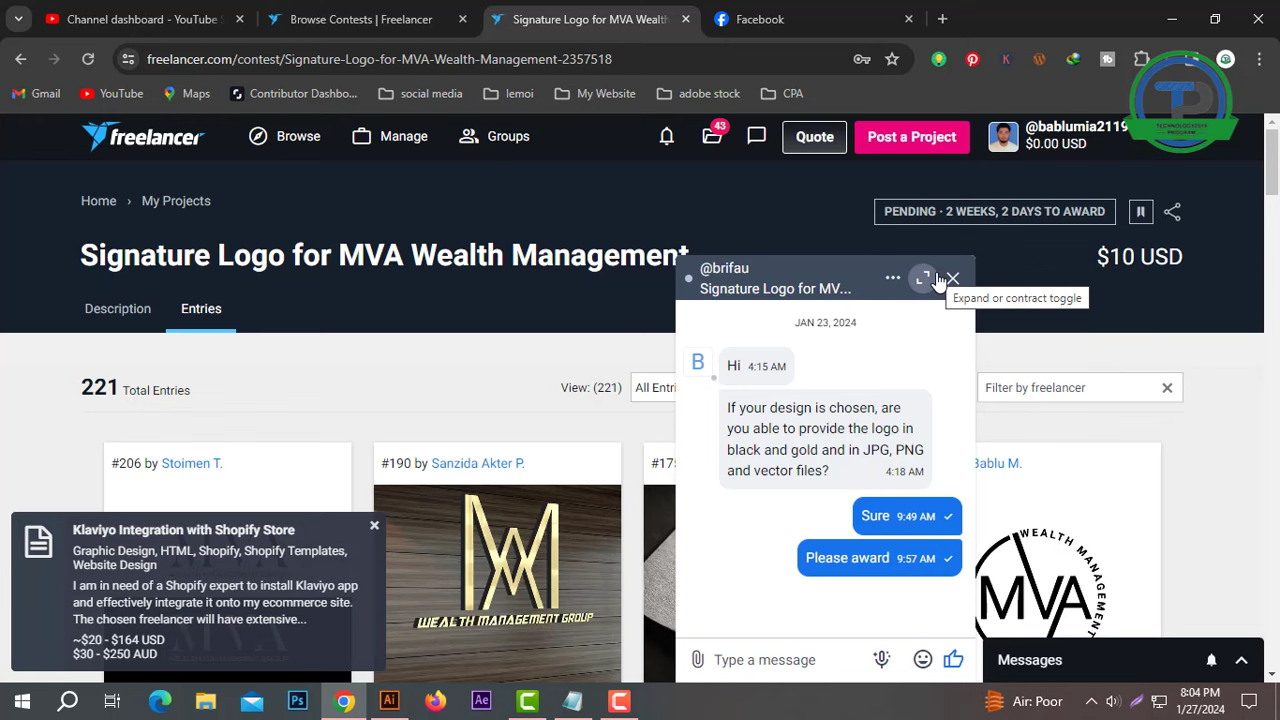 Channel dashboard - YouTube S
Browse Contests | Freelancer
Signature Logo for MVA Wealth
Facebook
freelancer.com/contest/Signature-Logo-for-MVA-Wealth-Management-2357518
Gmail
YouTube
Maps
Contributor Dashbo...
social media
lemoi
My Website
adobe stock
CPA
freelancer
Browse
Manage
Groups
43
Quote
Post a Project
@bablumia2119
$0.00 USD
Home › My Projects
PENDING · 2 WEEKS, 2 DAYS TO AWARD
Signature Logo for MVA Wealth Management
$10 USD
Description
Entries
@brifau
Signature Logo for MV...
Expand or contract toggle
JAN 23, 2024
B
Hi 4:15 AM
If your design is chosen, are
you able to provide the logo in
black and gold and in JPG, PNG
and vector files? 4:18 AM
Sure 9:49 AM
Please award 9:57 AM
Type a message
221 Total Entries
View: (221)
All Entri
Filter by freelancer
#206 by Stoimen T.
#190 by Sanzida Akter P.
#175
Bablu M.
WEALTH MANAGEMENT GROUP
WEALTH MANAGEMENT
MVA
Klaviyo Integration with Shopify Store
Graphic Design, HTML, Shopify, Shopify Templates,
Website Design
I am in need of a Shopify expert to install Klaviyo app
and effectively integrate it onto my ecommerce site.
The chosen freelancer will have extensive...
~$20 - $164 USD
$30 - $250 AUD
Messages
Air: Poor
8:04 PM
1/27/2024